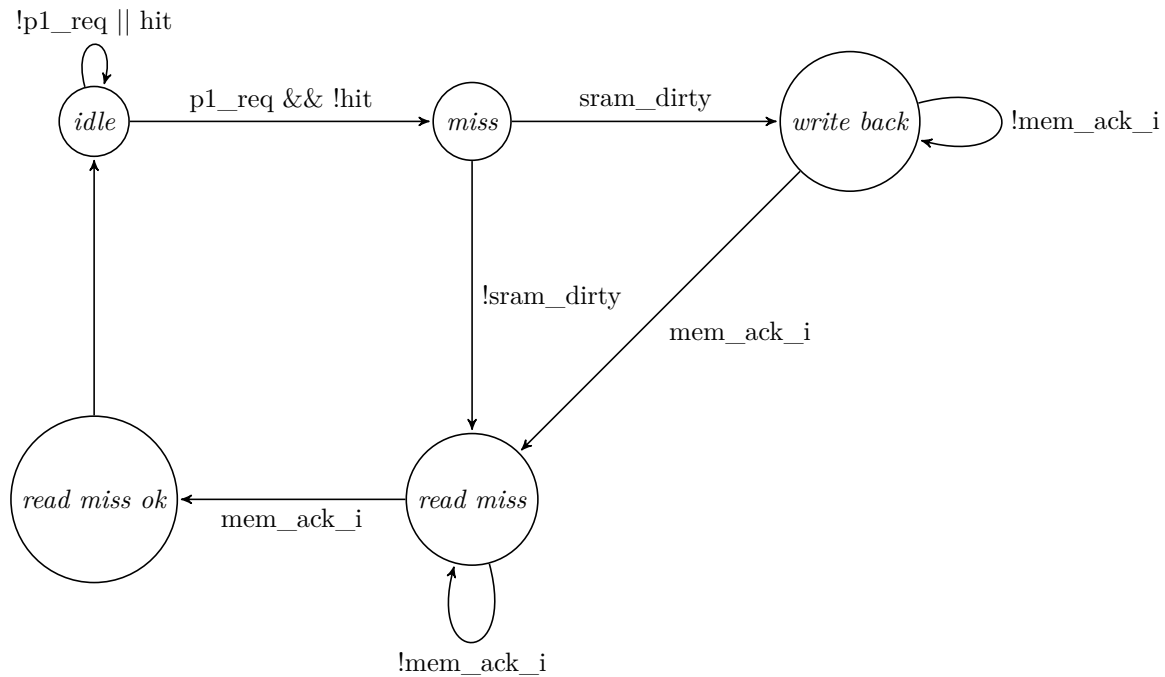 !p1_req || hit
idle
p1_req && !hit
miss
sram_dirty
write back
!mem_ack_i
!sram_dirty
mem_ack_i
read miss ok
mem_ack_i
read miss
!mem_ack_i